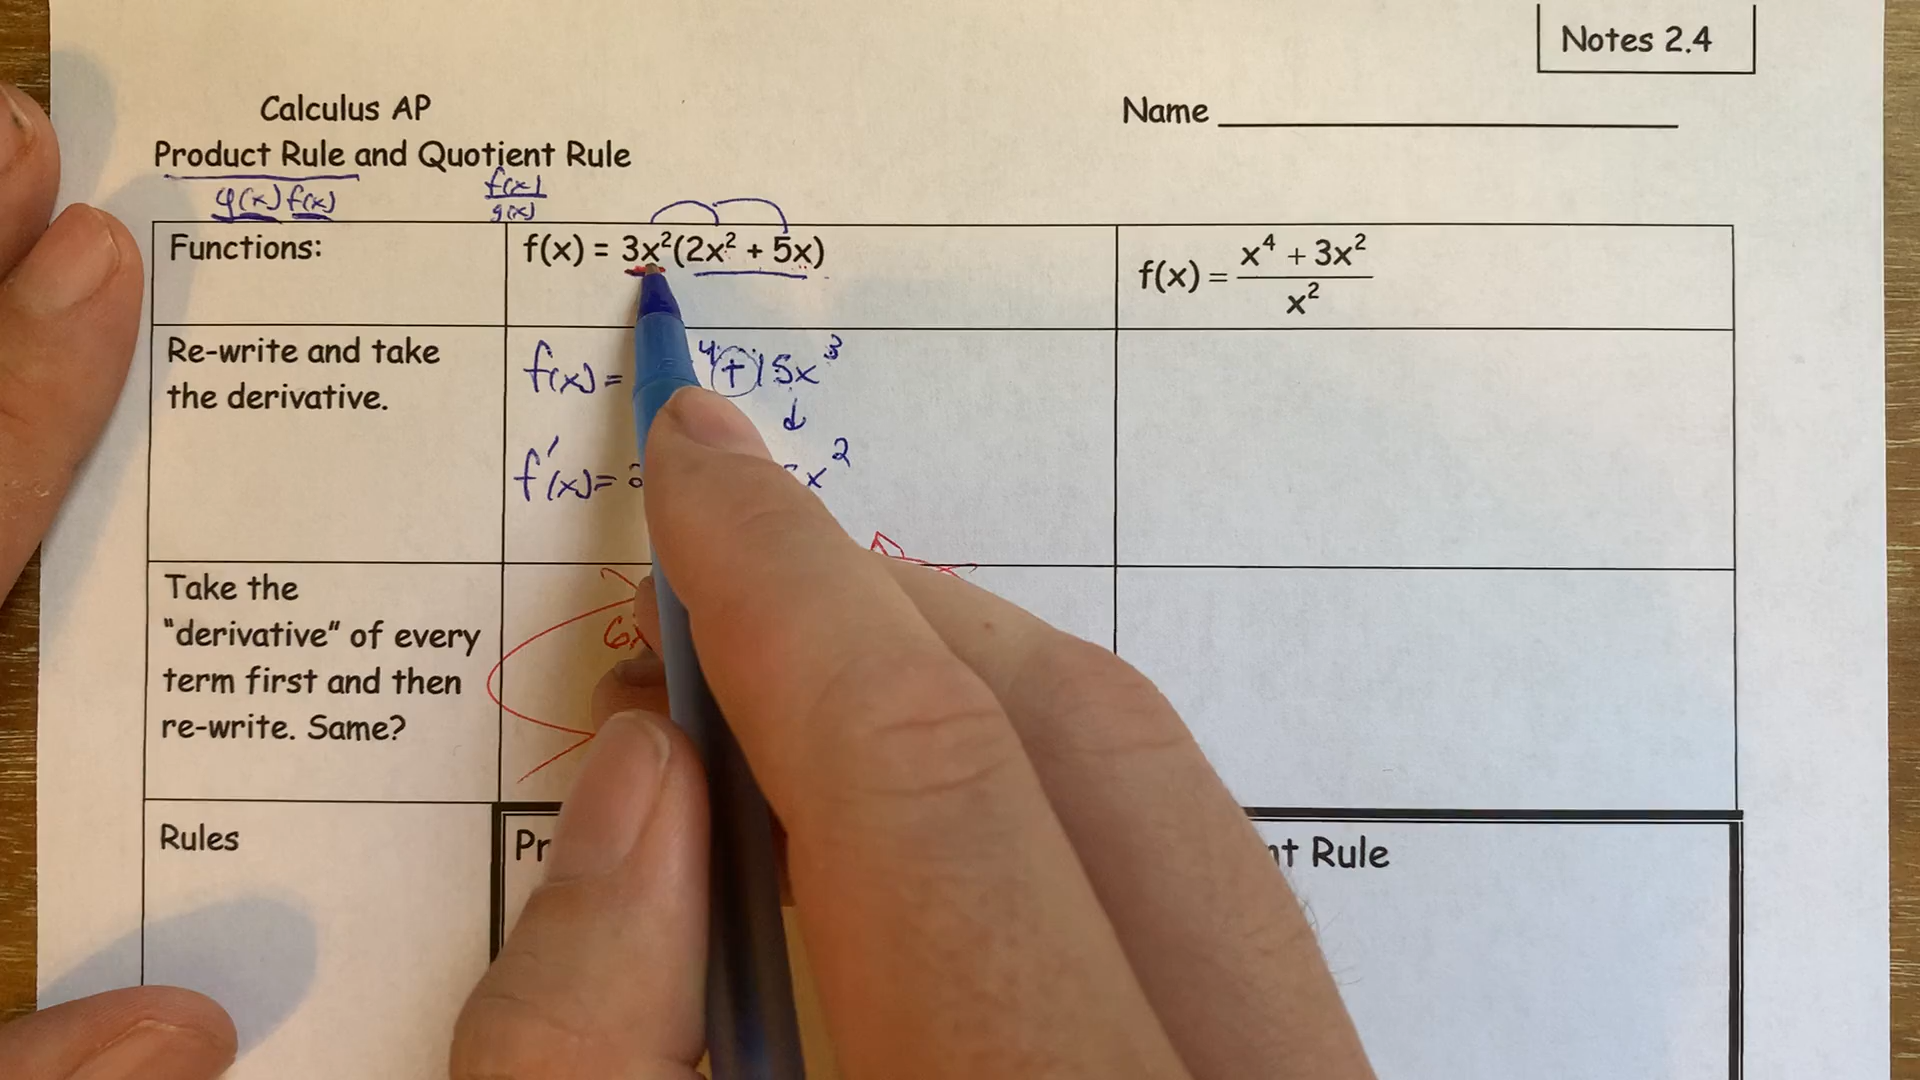 Notes 2.4
Calculus AP
Name
Product Rule and Quotient Rule
g(x) f(x)
f(x)
g(x)
Functions:
f(x) = 3x²(2x² + 5x)
f(x) = x⁴ + 3x² / x²
Re-write and take
the derivative.
f(x) = ⁴ + 15x³
f'(x) = x²
Take the
"derivative" of every
term first and then
re-write. Same?
6x
Rules
Rule